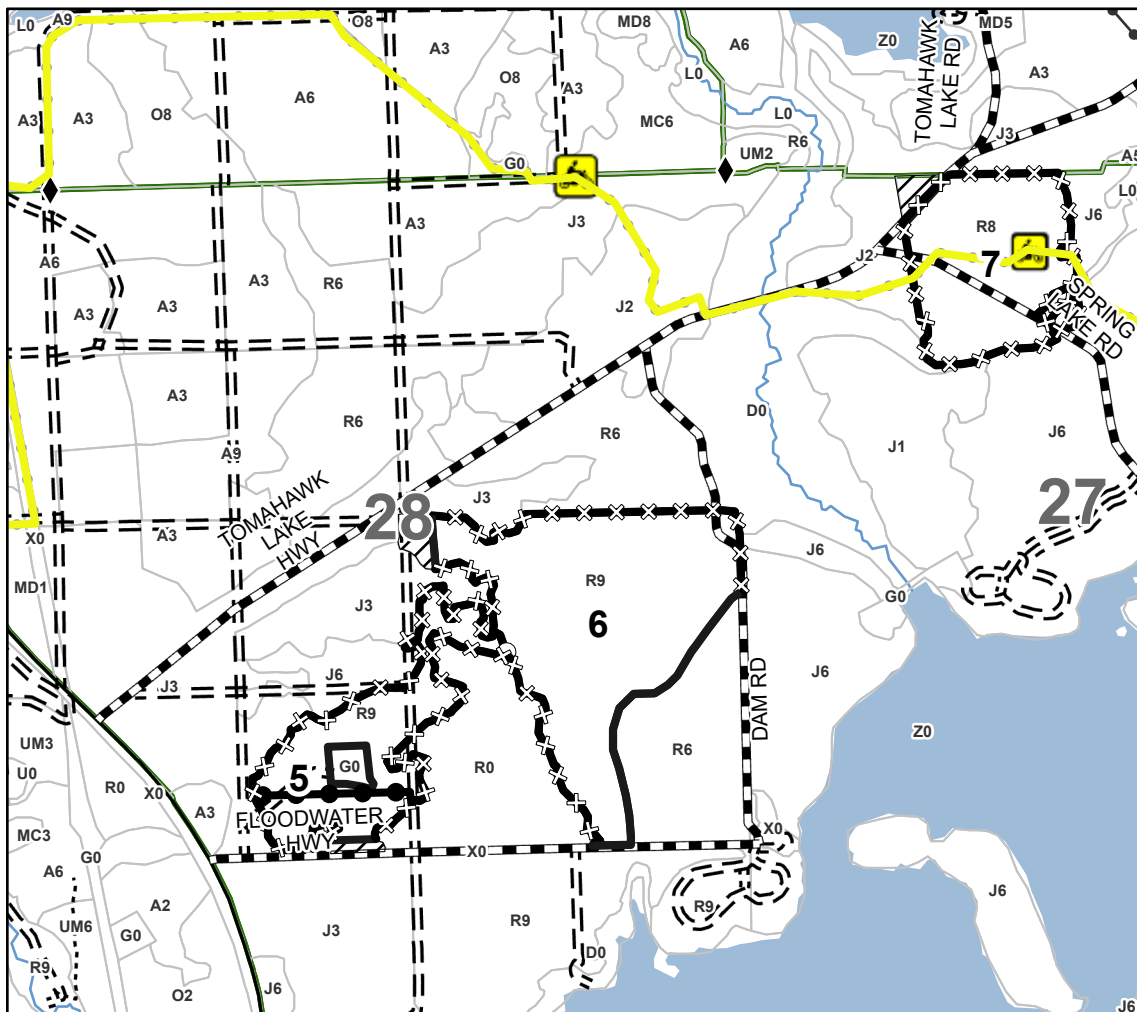 L0 A9 O8 MD8 Z0 MD5
A3 A6
L0
O8
A3
TOMAHAWK
LAKE RD
A3
A3 A3 O8 A6
L0
MC6 R6 J3
G0 UM2 A5
L0
A3 J3 R8 J6
A6 A3 R6 J2 7
SPRING
LAKE RD
A3 A3 J2
A3 R6 R6 D0 J1 J6
A9
TOMAHAWK
LAKE
HWY
J3
28 27
X0 A3 J6
MD1 R9 G0
J3 6
J3 J6 J6
R9
DAM RD
UM3 Z0
U0 R0 X0 5 G0 R0 R6
A3
FLOODWATER
HWY
MC3 X0 X0
G0
A6 J6
A2 R9
UM6 G0 J3 R9
R9 D0
O2 J6 J6